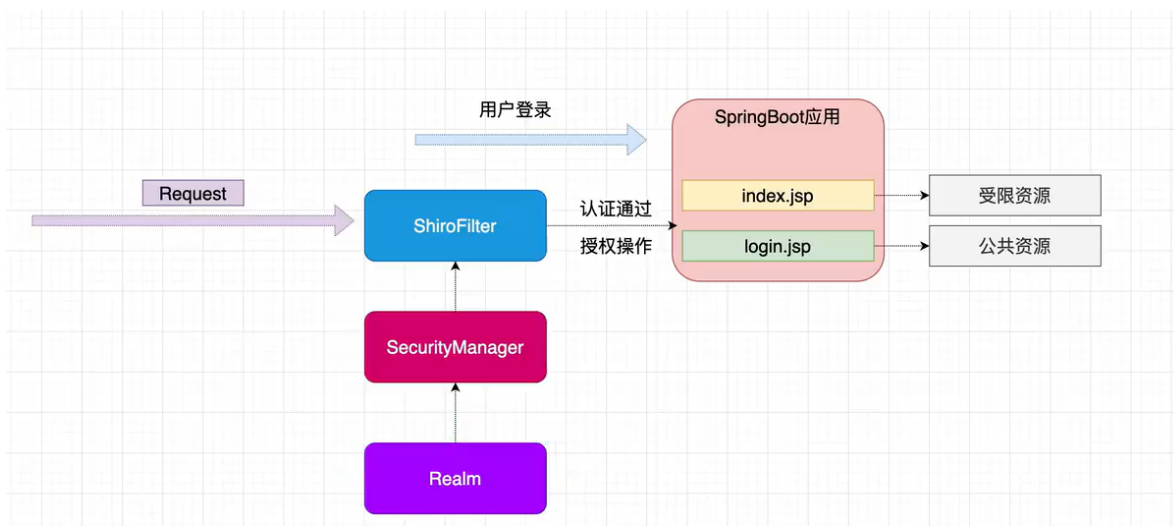 用户登录
SpringBoot应用
Request
index.jsp
受限资源
ShiroFilter
认证通过
授权操作
login.jsp
公共资源
SecurityManager
Realm